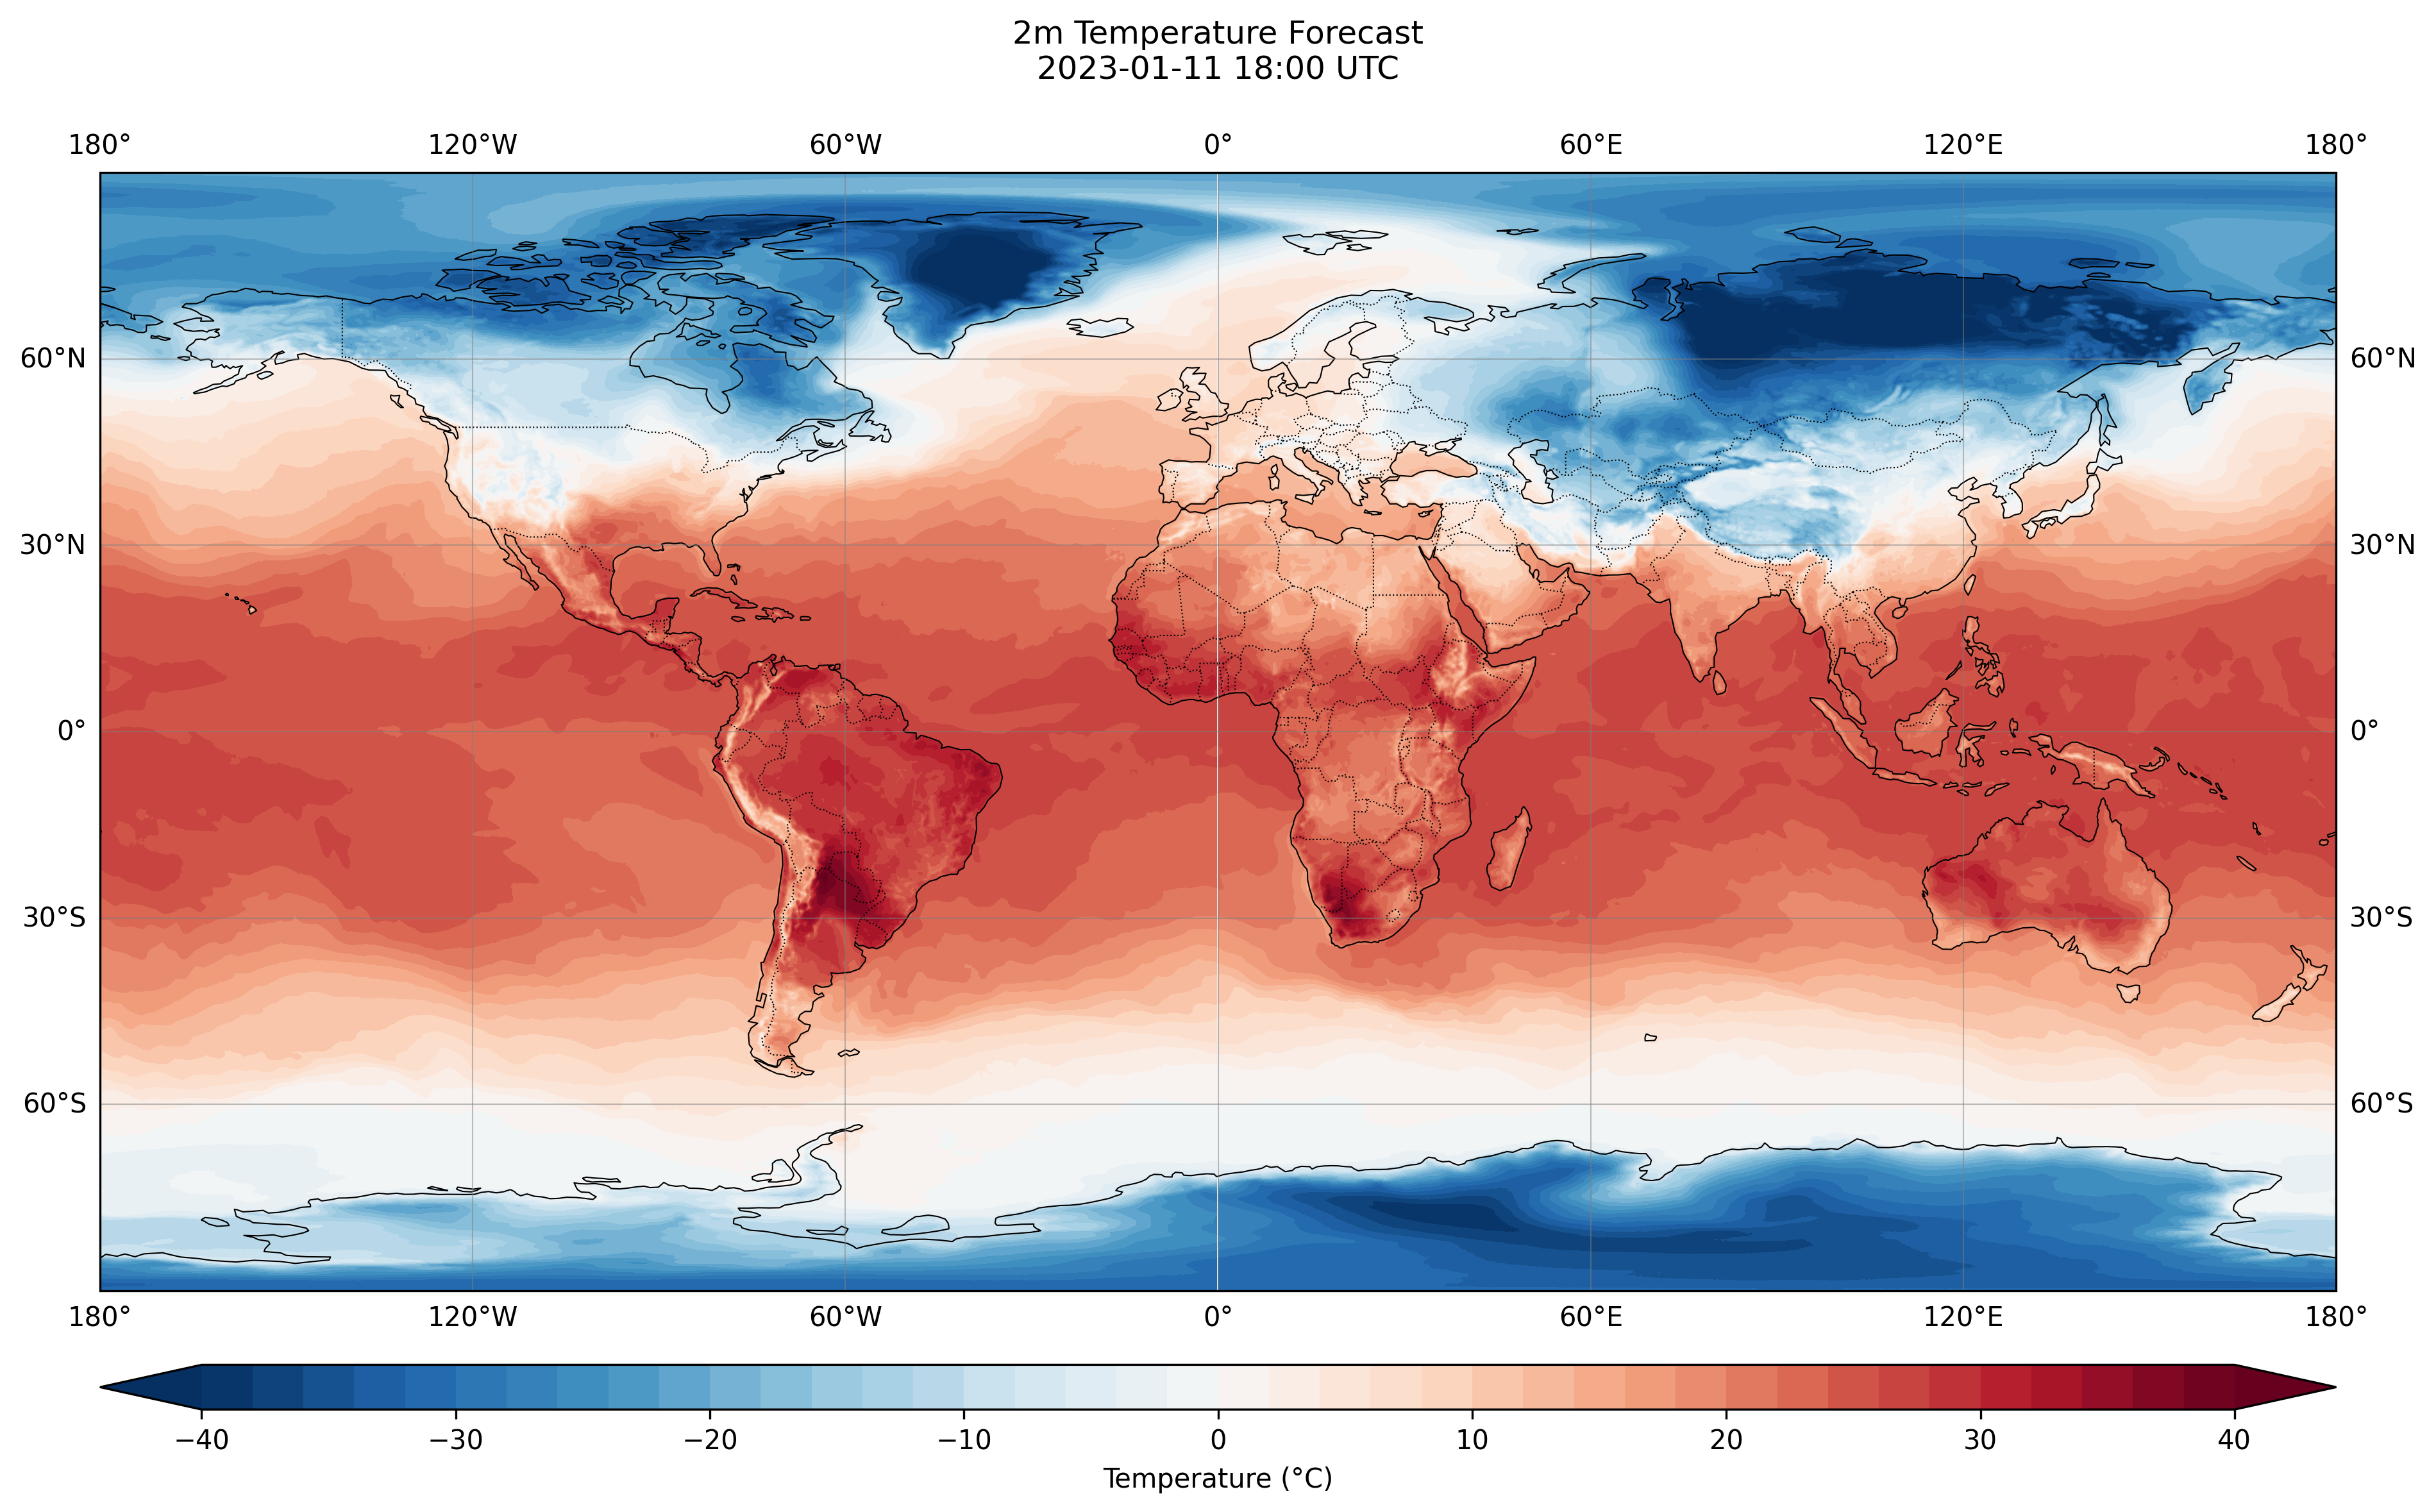 2m Temperature Forecast
2023-01-11 18:00 UTC
180° 120°W 60°W 0° 60°E 120°E 180°
60°N 60°N
30°N 30°N
0° 0°
30°S 30°S
60°S 60°S
180° 120°W 60°W 0° 60°E 120°E 180°
−40 −30 −20 −10 0 10 20 30 40
Temperature (°C)